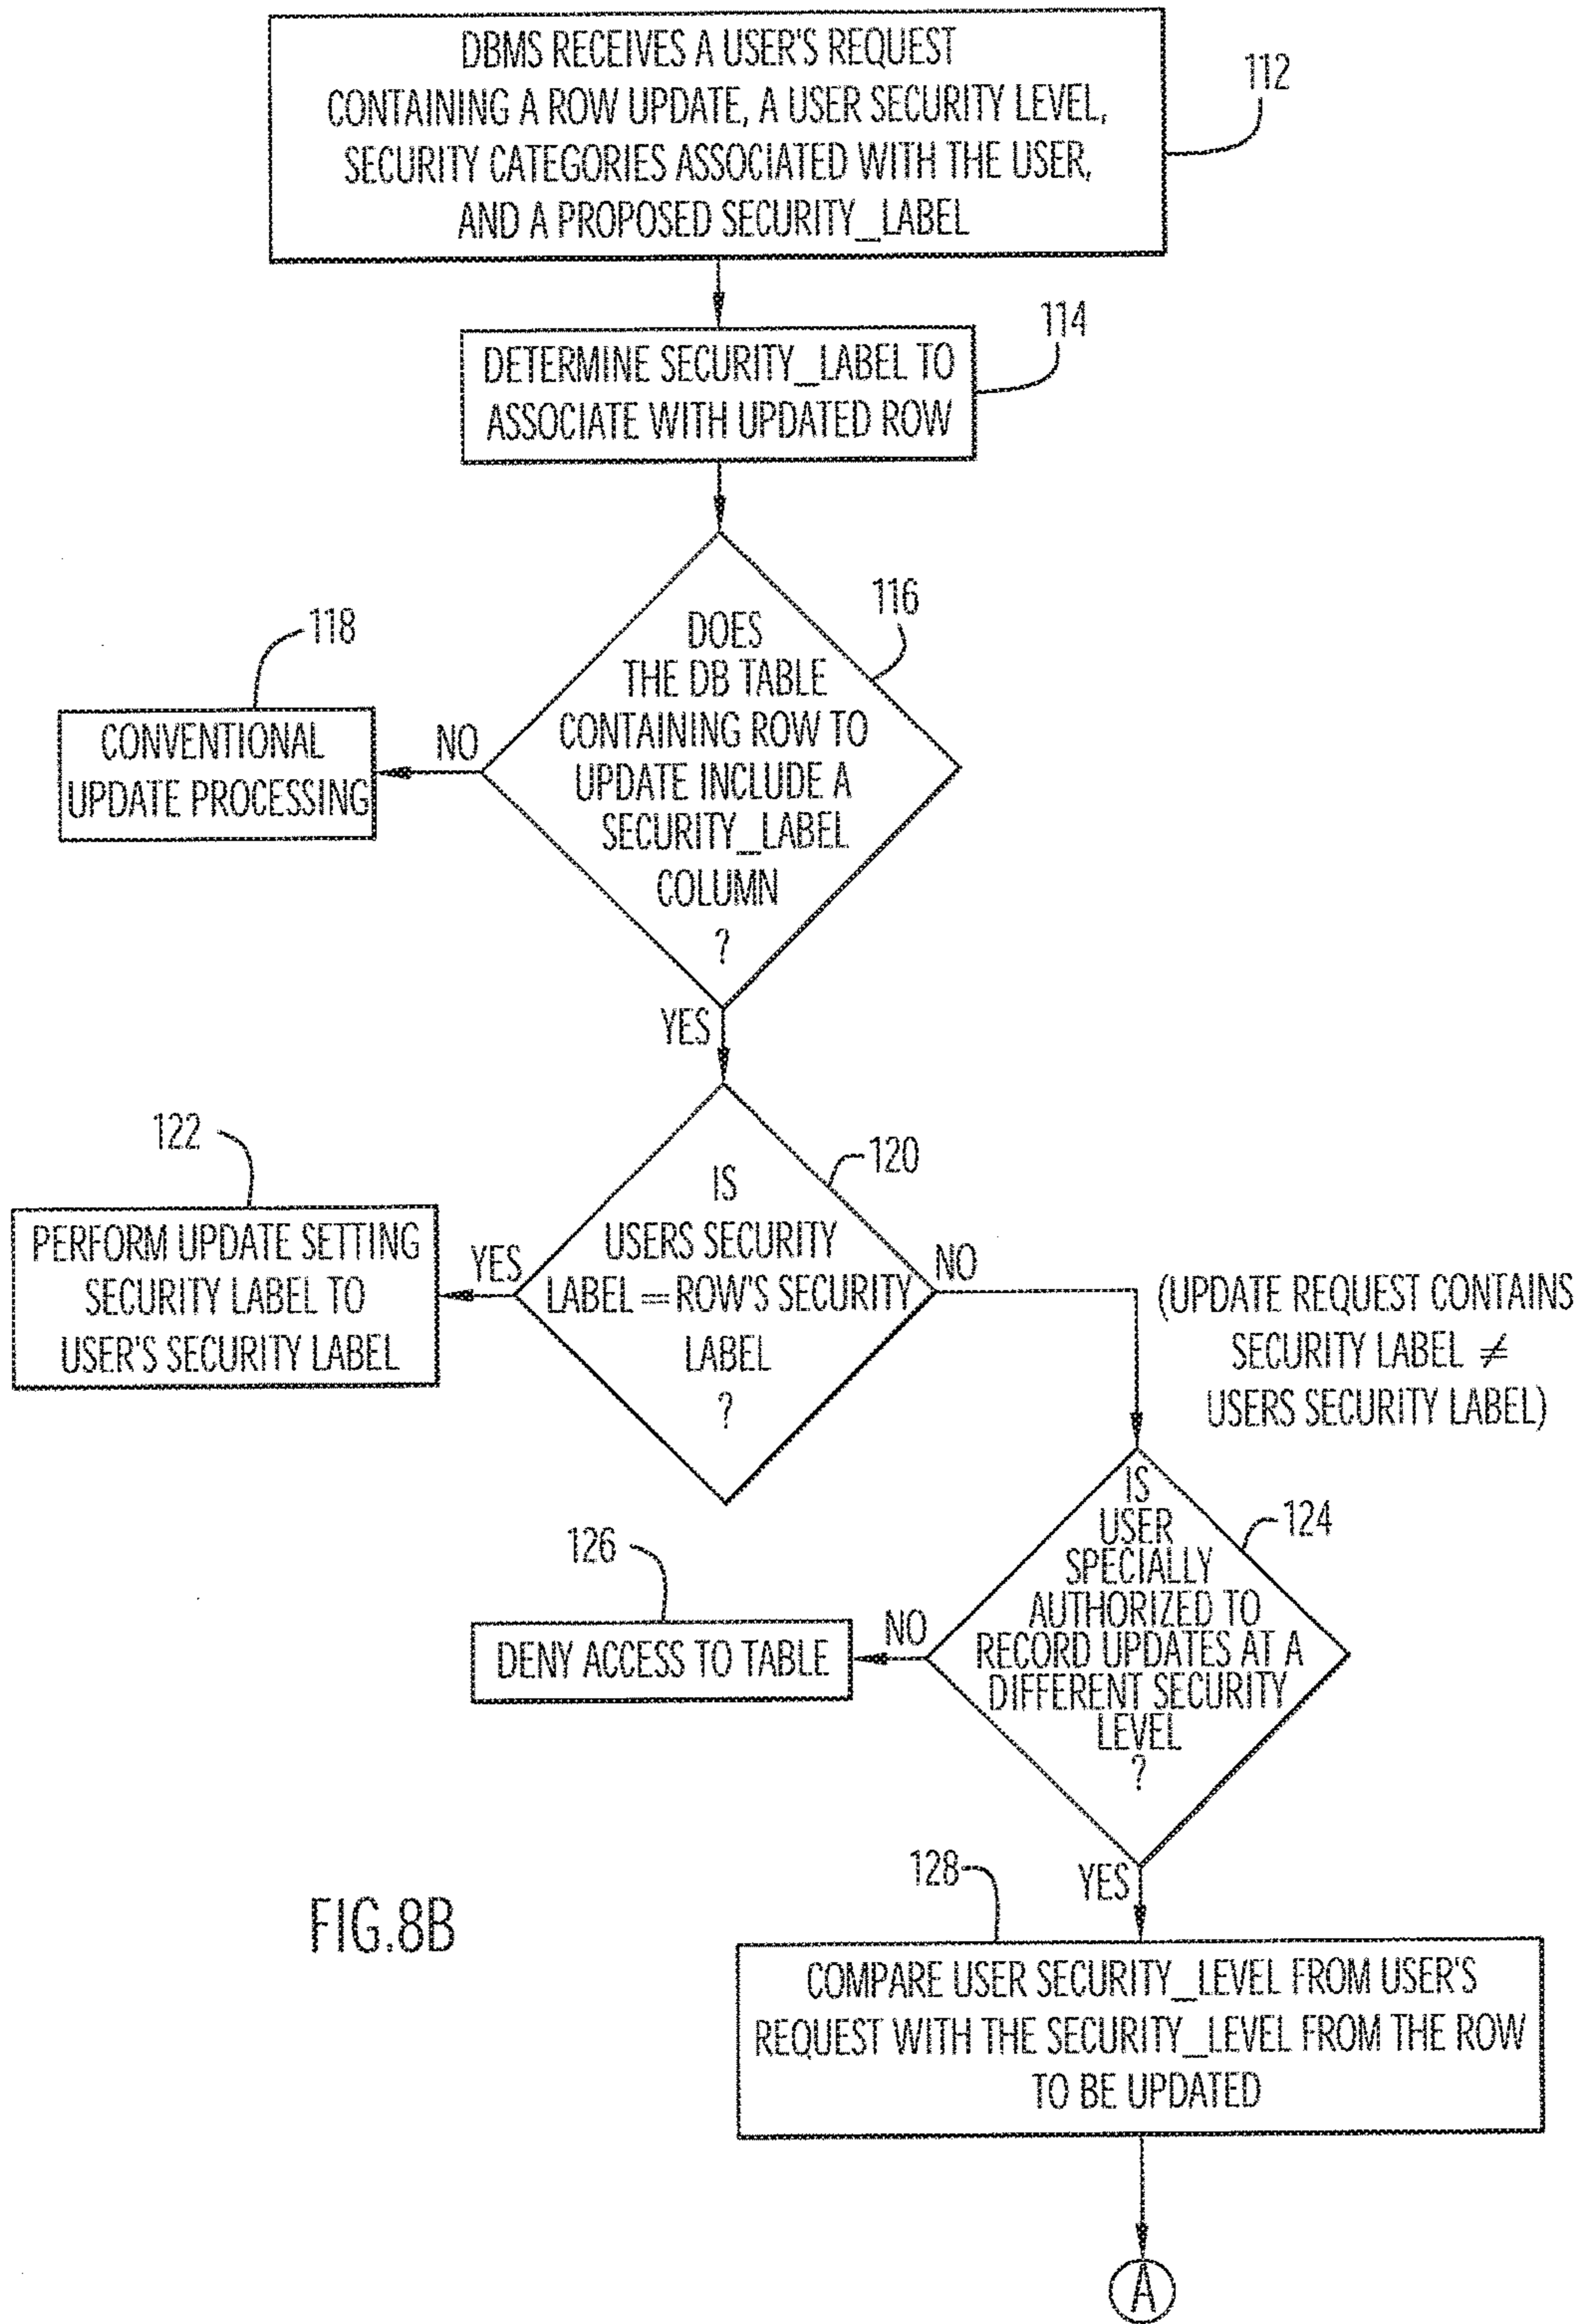 DBMS RECEIVES A USER'S REQUEST
CONTAINING A ROW UPDATE, A USER SECURITY LEVEL,
SECURITY CATEGORIES ASSOCIATED WITH THE USER,
AND A PROPOSED SECURITY_LABEL
112
DETERMINE SECURITY_LABEL TO
ASSOCIATE WITH UPDATED ROW
114
DOES
THE DB TABLE
CONTAINING ROW TO
UPDATE INCLUDE A
SECURITY_LABEL
COLUMN
?
116
NO
118
CONVENTIONAL
UPDATE PROCESSING
YES
IS
USERS SECURITY
LABEL == ROW'S SECURITY
LABEL
?
120
YES
122
PERFORM UPDATE SETTING
SECURITY LABEL TO
USER'S SECURITY LABEL
NO
(UPDATE REQUEST CONTAINS
SECURITY LABEL ≠
USERS SECURITY LABEL)
IS
USER
SPECIALLY
AUTHORIZED TO
RECORD UPDATES AT A
DIFFERENT SECURITY
LEVEL
?
124
NO
126
DENY ACCESS TO TABLE
YES
128
COMPARE USER SECURITY_LEVEL FROM USER'S
REQUEST WITH THE SECURITY_LEVEL FROM THE ROW
TO BE UPDATED
A
FIG.8B